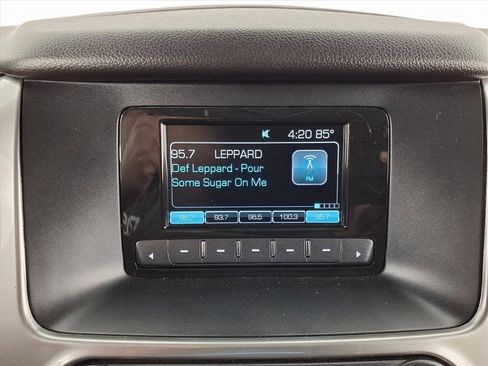 4:20 85°
95.7 LEPPARD
Def Leppard - Pour
Some Sugar On Me
FM
95.7 93.7 96.5 100.3 95.7